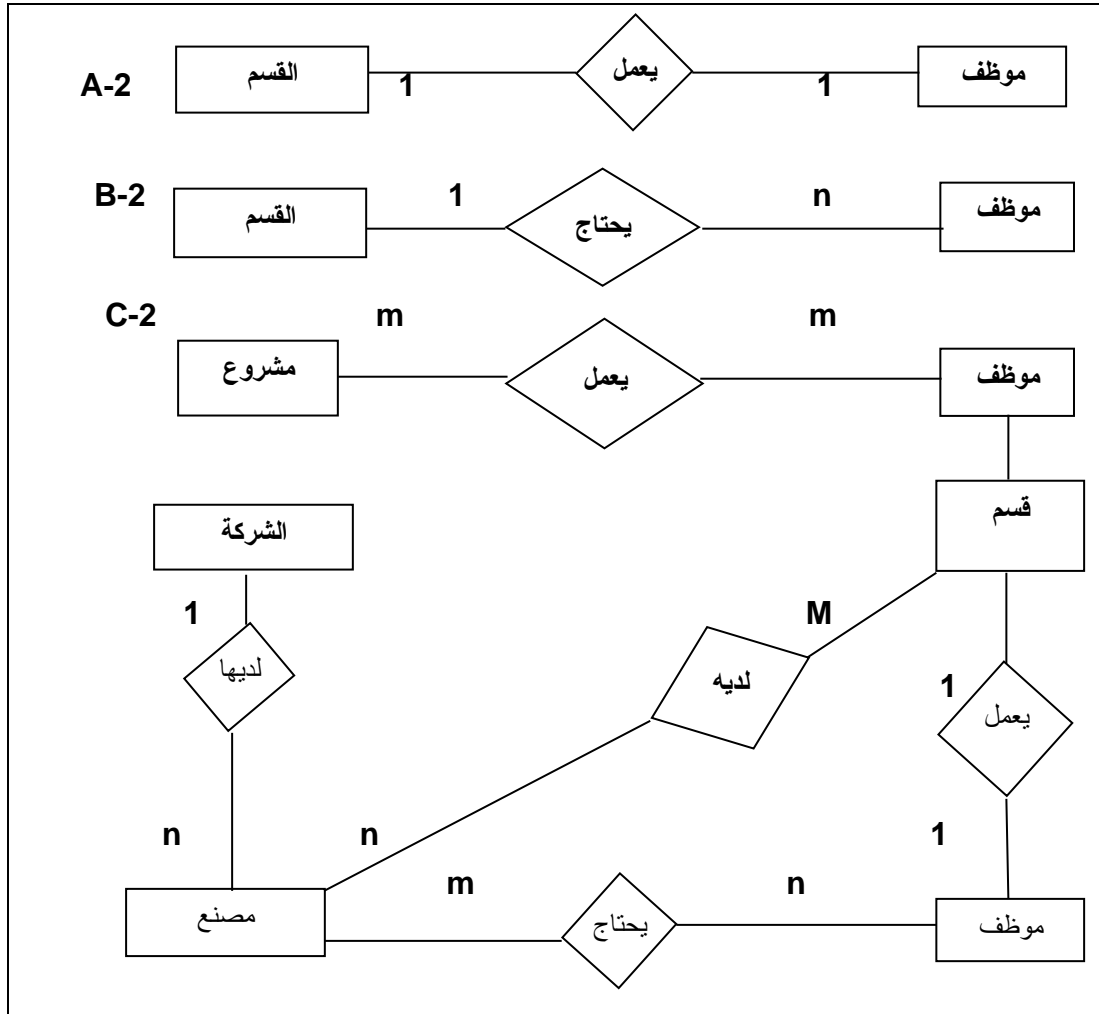 A-2 القسم 1 يعمل 1 موظف
B-2 القسم 1 يحتاج n موظف
C-2 مشروع m يعمل m موظف
قسم
الشركة
1 لديها
M
لديه
1 يعمل
n n 1
m n
مصنع يحتاج موظف